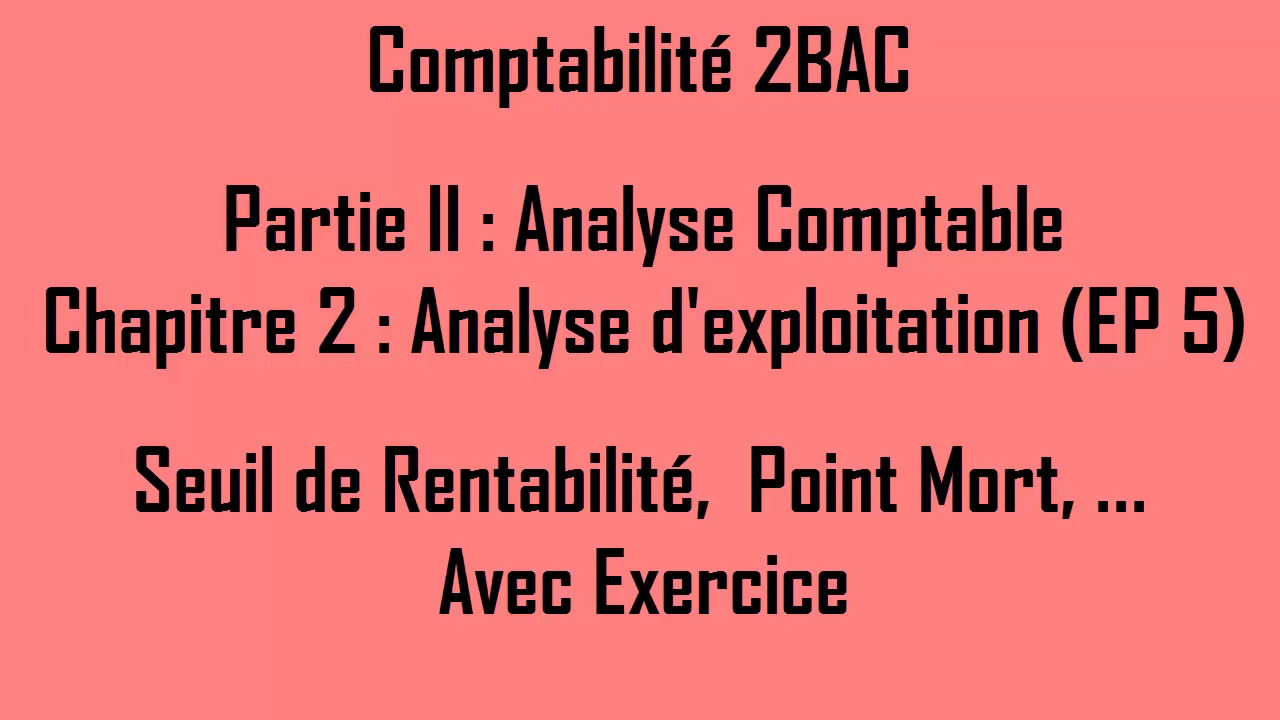 Comptabilité 2BAC
Partie II : Analyse Comptable
Chapitre 2 : Analyse d'exploitation (EP 5)
Seuil de Rentabilité, Point Mort, ...
Avec Exercice